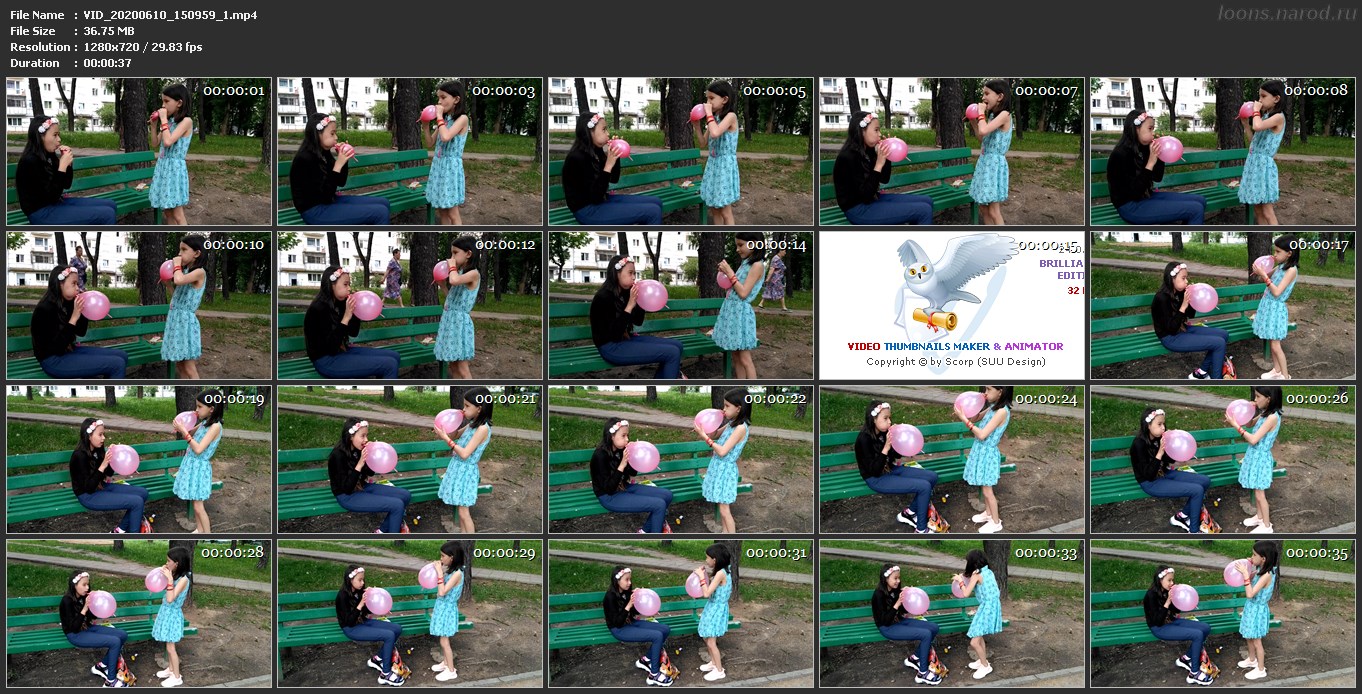 File Name : VID_20200610_150959_1.mp4
File Size : 36.75 MB
Resolution : 1280x720 / 29.83 fps
Duration : 00:00:37
loons.narod.ru
00:00:01
00:00:03
00:00:05
00:00:07
00:00:08
00:00:10
00:00:12
00:00:14
00:00:15
BRILLIA
EDITI
32
VIDEO THUMBNAILS MAKER & ANIMATOR
Copyright © by Scorp (SUU Design)
00:00:17
00:00:19
00:00:21
00:00:22
00:00:24
00:00:26
00:00:28
00:00:29
00:00:31
00:00:33
00:00:35